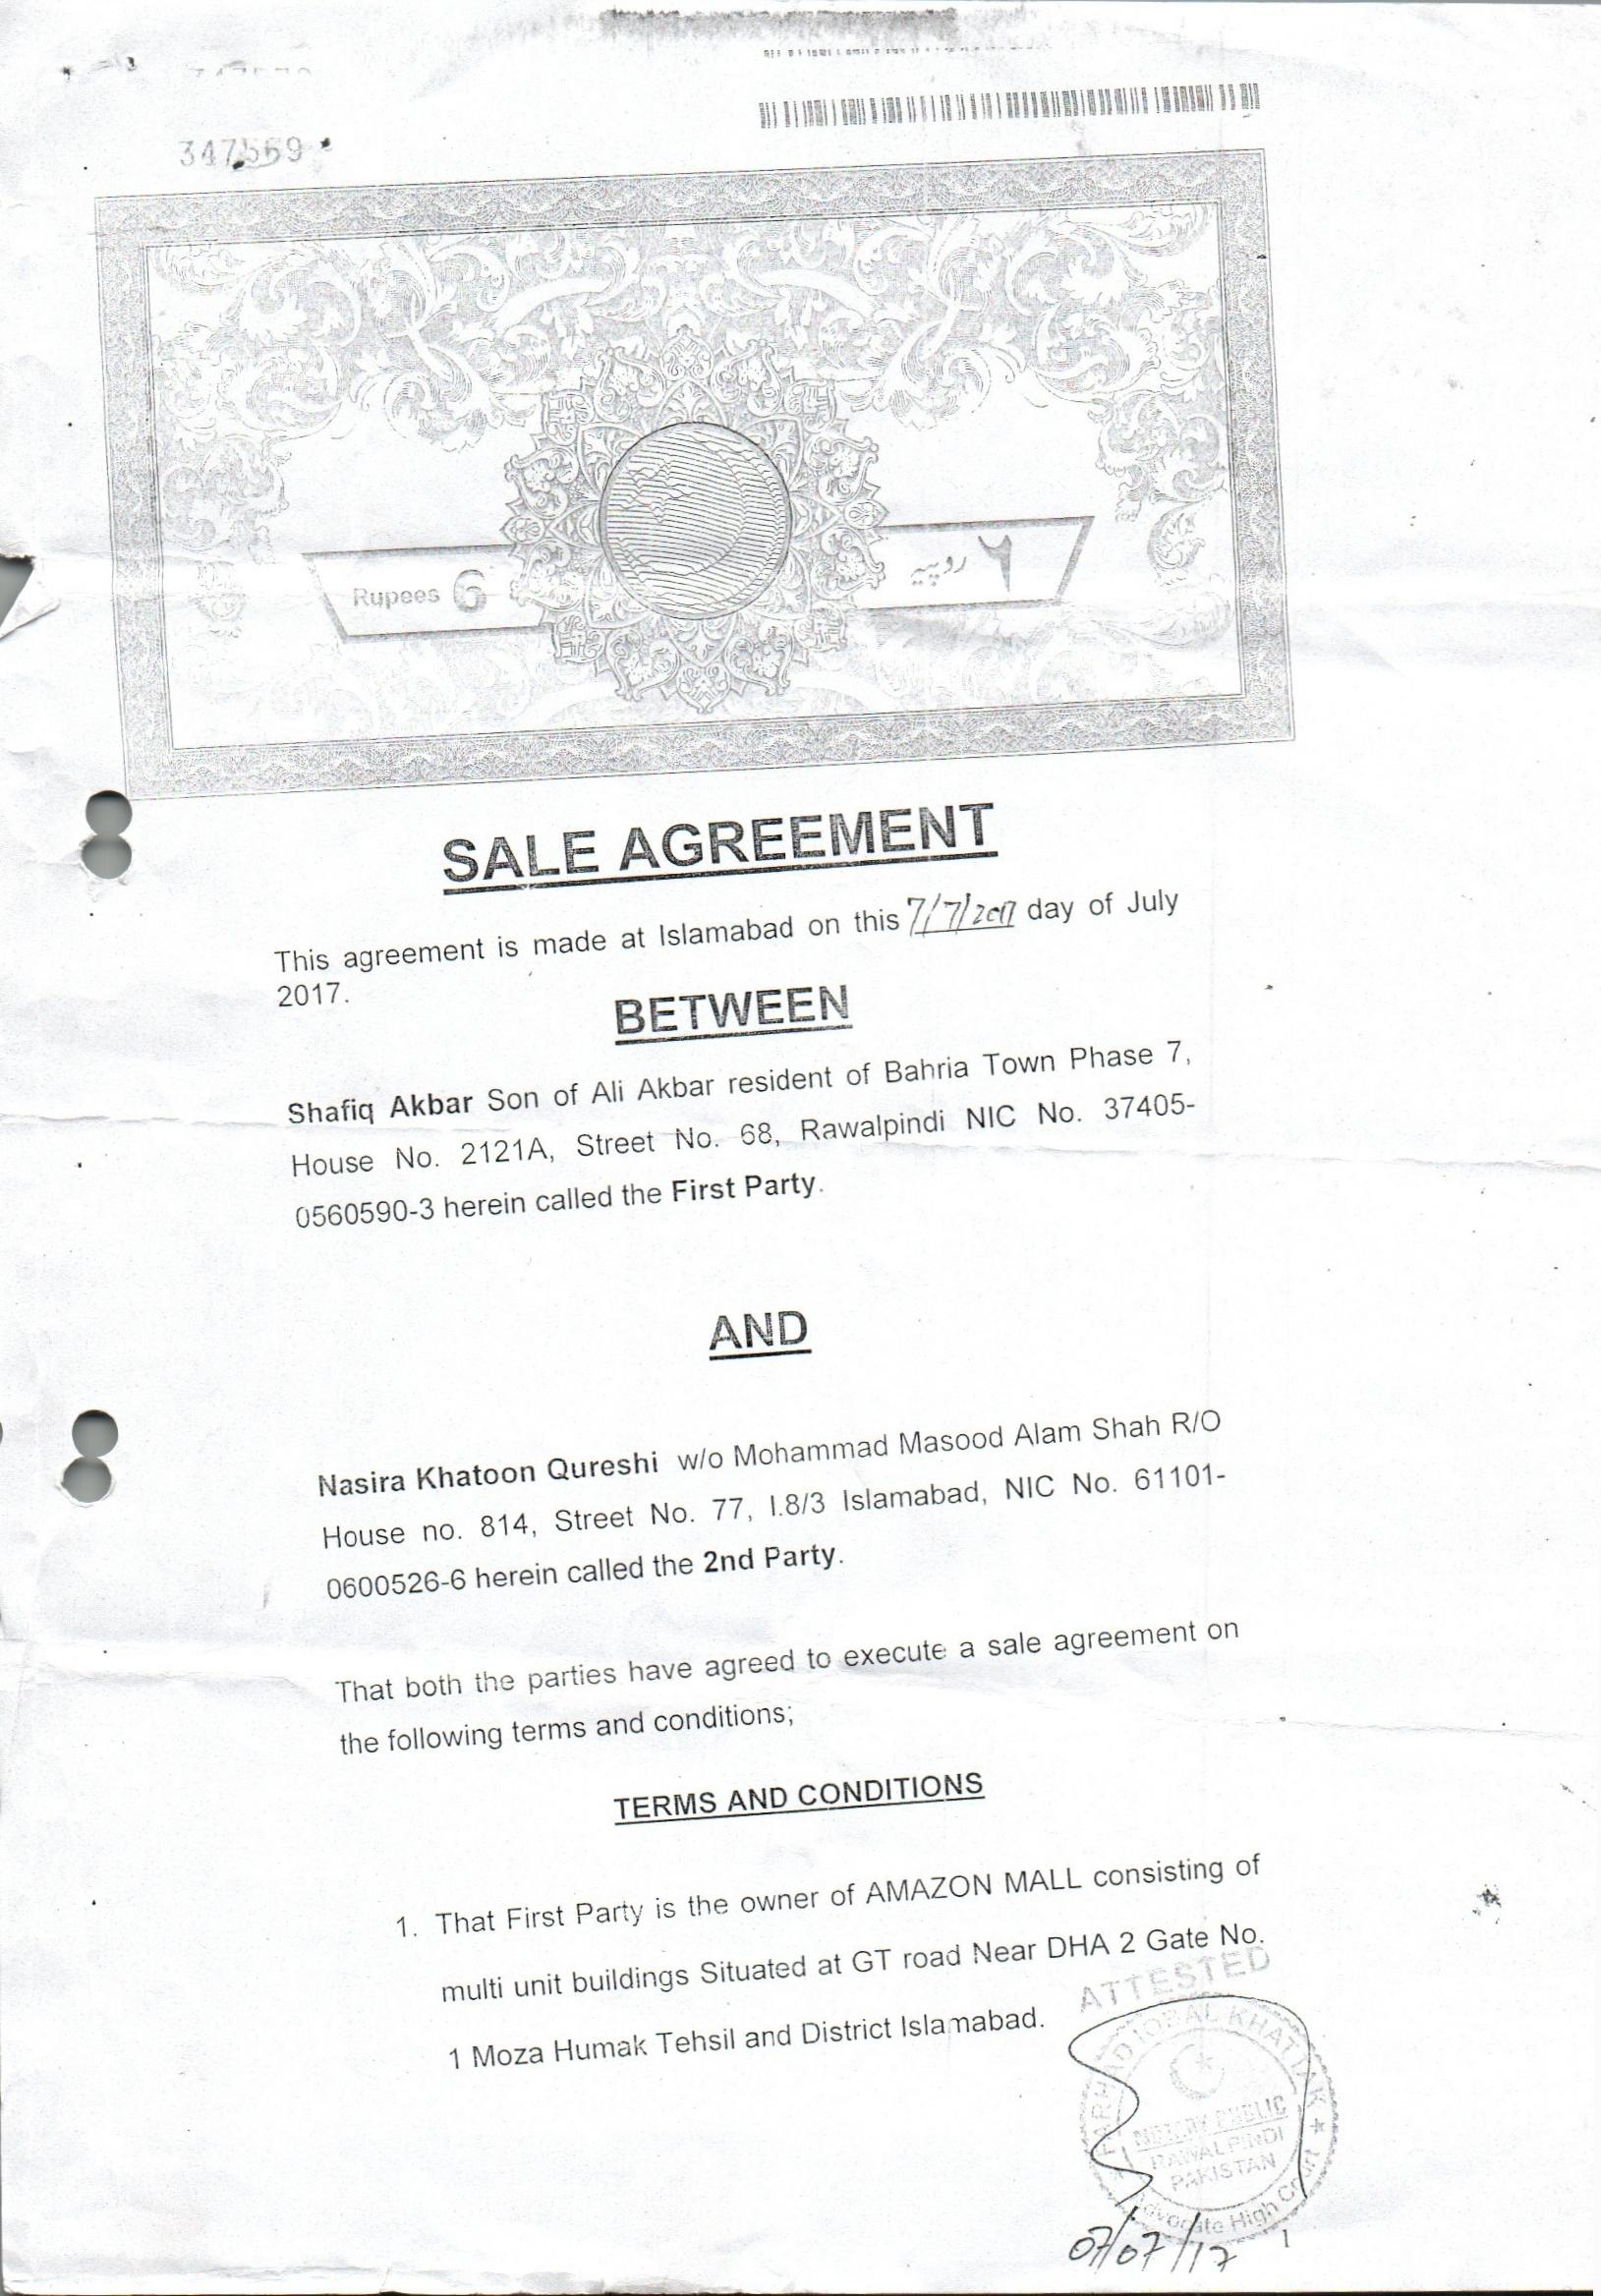 347569
Rupees 6
۶ روپیہ
SALE AGREEMENT
This agreement is made at Islamabad on this 7/7/2017 day of July
2017.
BETWEEN
Shafiq Akbar Son of Ali Akbar resident of Bahria Town Phase 7,
House No. 2121A, Street No. 68, Rawalpindi NIC No. 37405-
0560590-3 herein called the First Party.
AND
Nasira Khatoon Qureshi w/o Mohammad Masood Alam Shah R/O
House no. 814, Street No. 77, I.8/3 Islamabad, NIC No. 61101-
0600526-6 herein called the 2nd Party.
That both the parties have agreed to execute a sale agreement on
the following terms and conditions;
TERMS AND CONDITIONS
1. That First Party is the owner of AMAZON MALL consisting of
multi unit buildings Situated at GT road Near DHA 2 Gate No.
1 Moza Humak Tehsil and District Islamabad.
ATTESTED
FARHAD IQBAL KHATTAK
NOTARY PUBLIC
RAWALPINDI
PAKISTAN
Advocate High Court
07/07/17
1